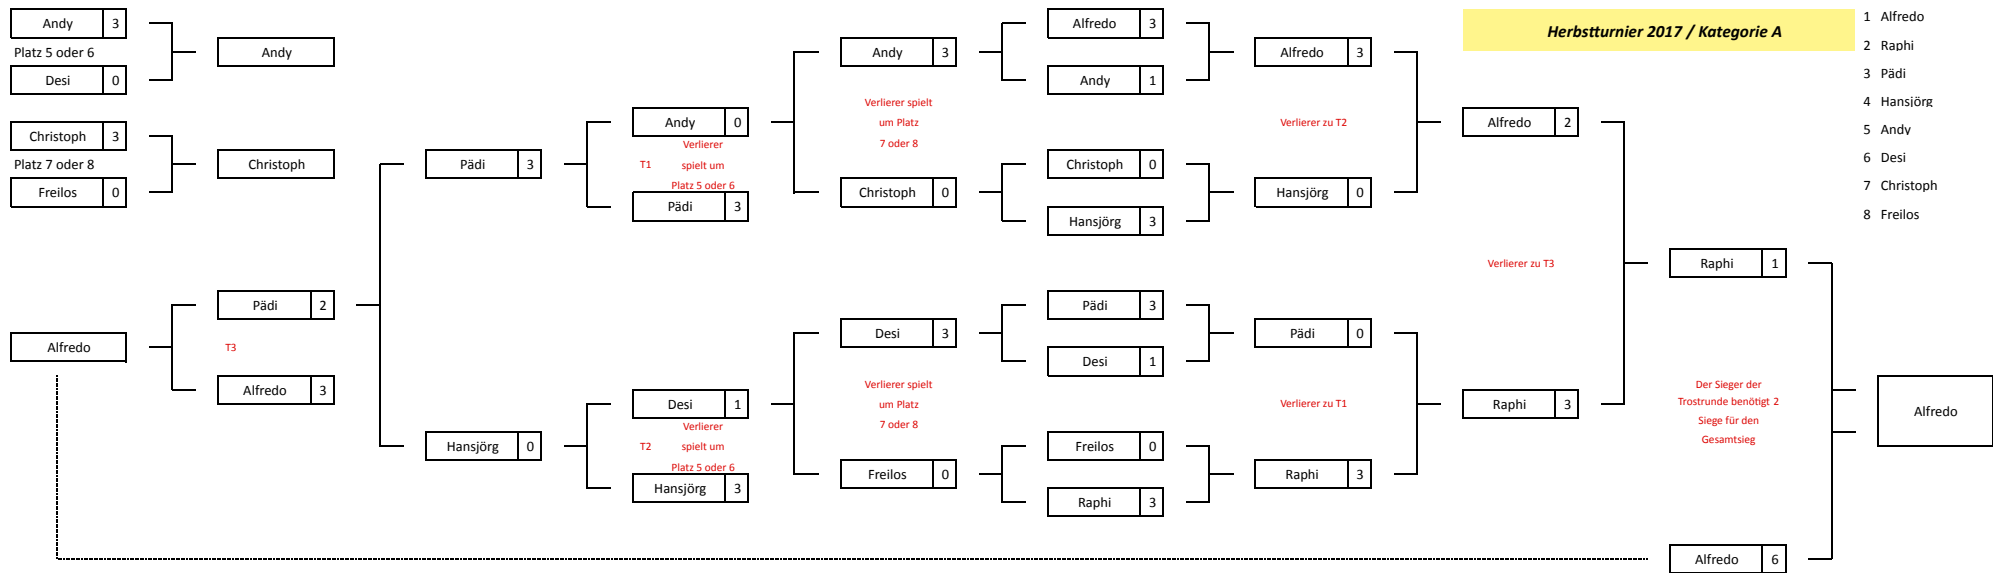 Andy 3
Platz 5 oder 6
Desi 0
Andy
Christoph 3
Platz 7 oder 8
Freilos 0
Christoph
Alfredo
Pädi 2
T3
Alfredo 3
Pädi 3
Hansjörg 0
Andy 0
Verlierer
T1 spielt um
Platz 5 oder 6
Pädi 3
Desi 1
Verlierer
T2 spielt um
Platz 5 oder 6
Hansjörg 3
Andy 3
Verlierer spielt
um Platz
7 oder 8
Christoph 0
Desi 3
Verlierer spielt
um Platz
7 oder 8
Freilos 0
Alfredo 3
Andy 1
Christoph 0
Hansjörg 3
Pädi 3
Desi 1
Freilos 0
Raphi 3
Alfredo 3
Verlierer zu T2
Hansjörg 0
Pädi 0
Verlierer zu T1
Raphi 3
Herbstturnier 2017 / Kategorie A
Alfredo 2
Verlierer zu T3
Raphi 3
Raphi 1
Der Sieger der
Trostrunde benötigt 2
Siege für den
Gesamtsieg
Alfredo 6
Alfredo
1 Alfredo
2 Raphi
3 Pädi
4 Hansjörg
5 Andy
6 Desi
7 Christoph
8 Freilos